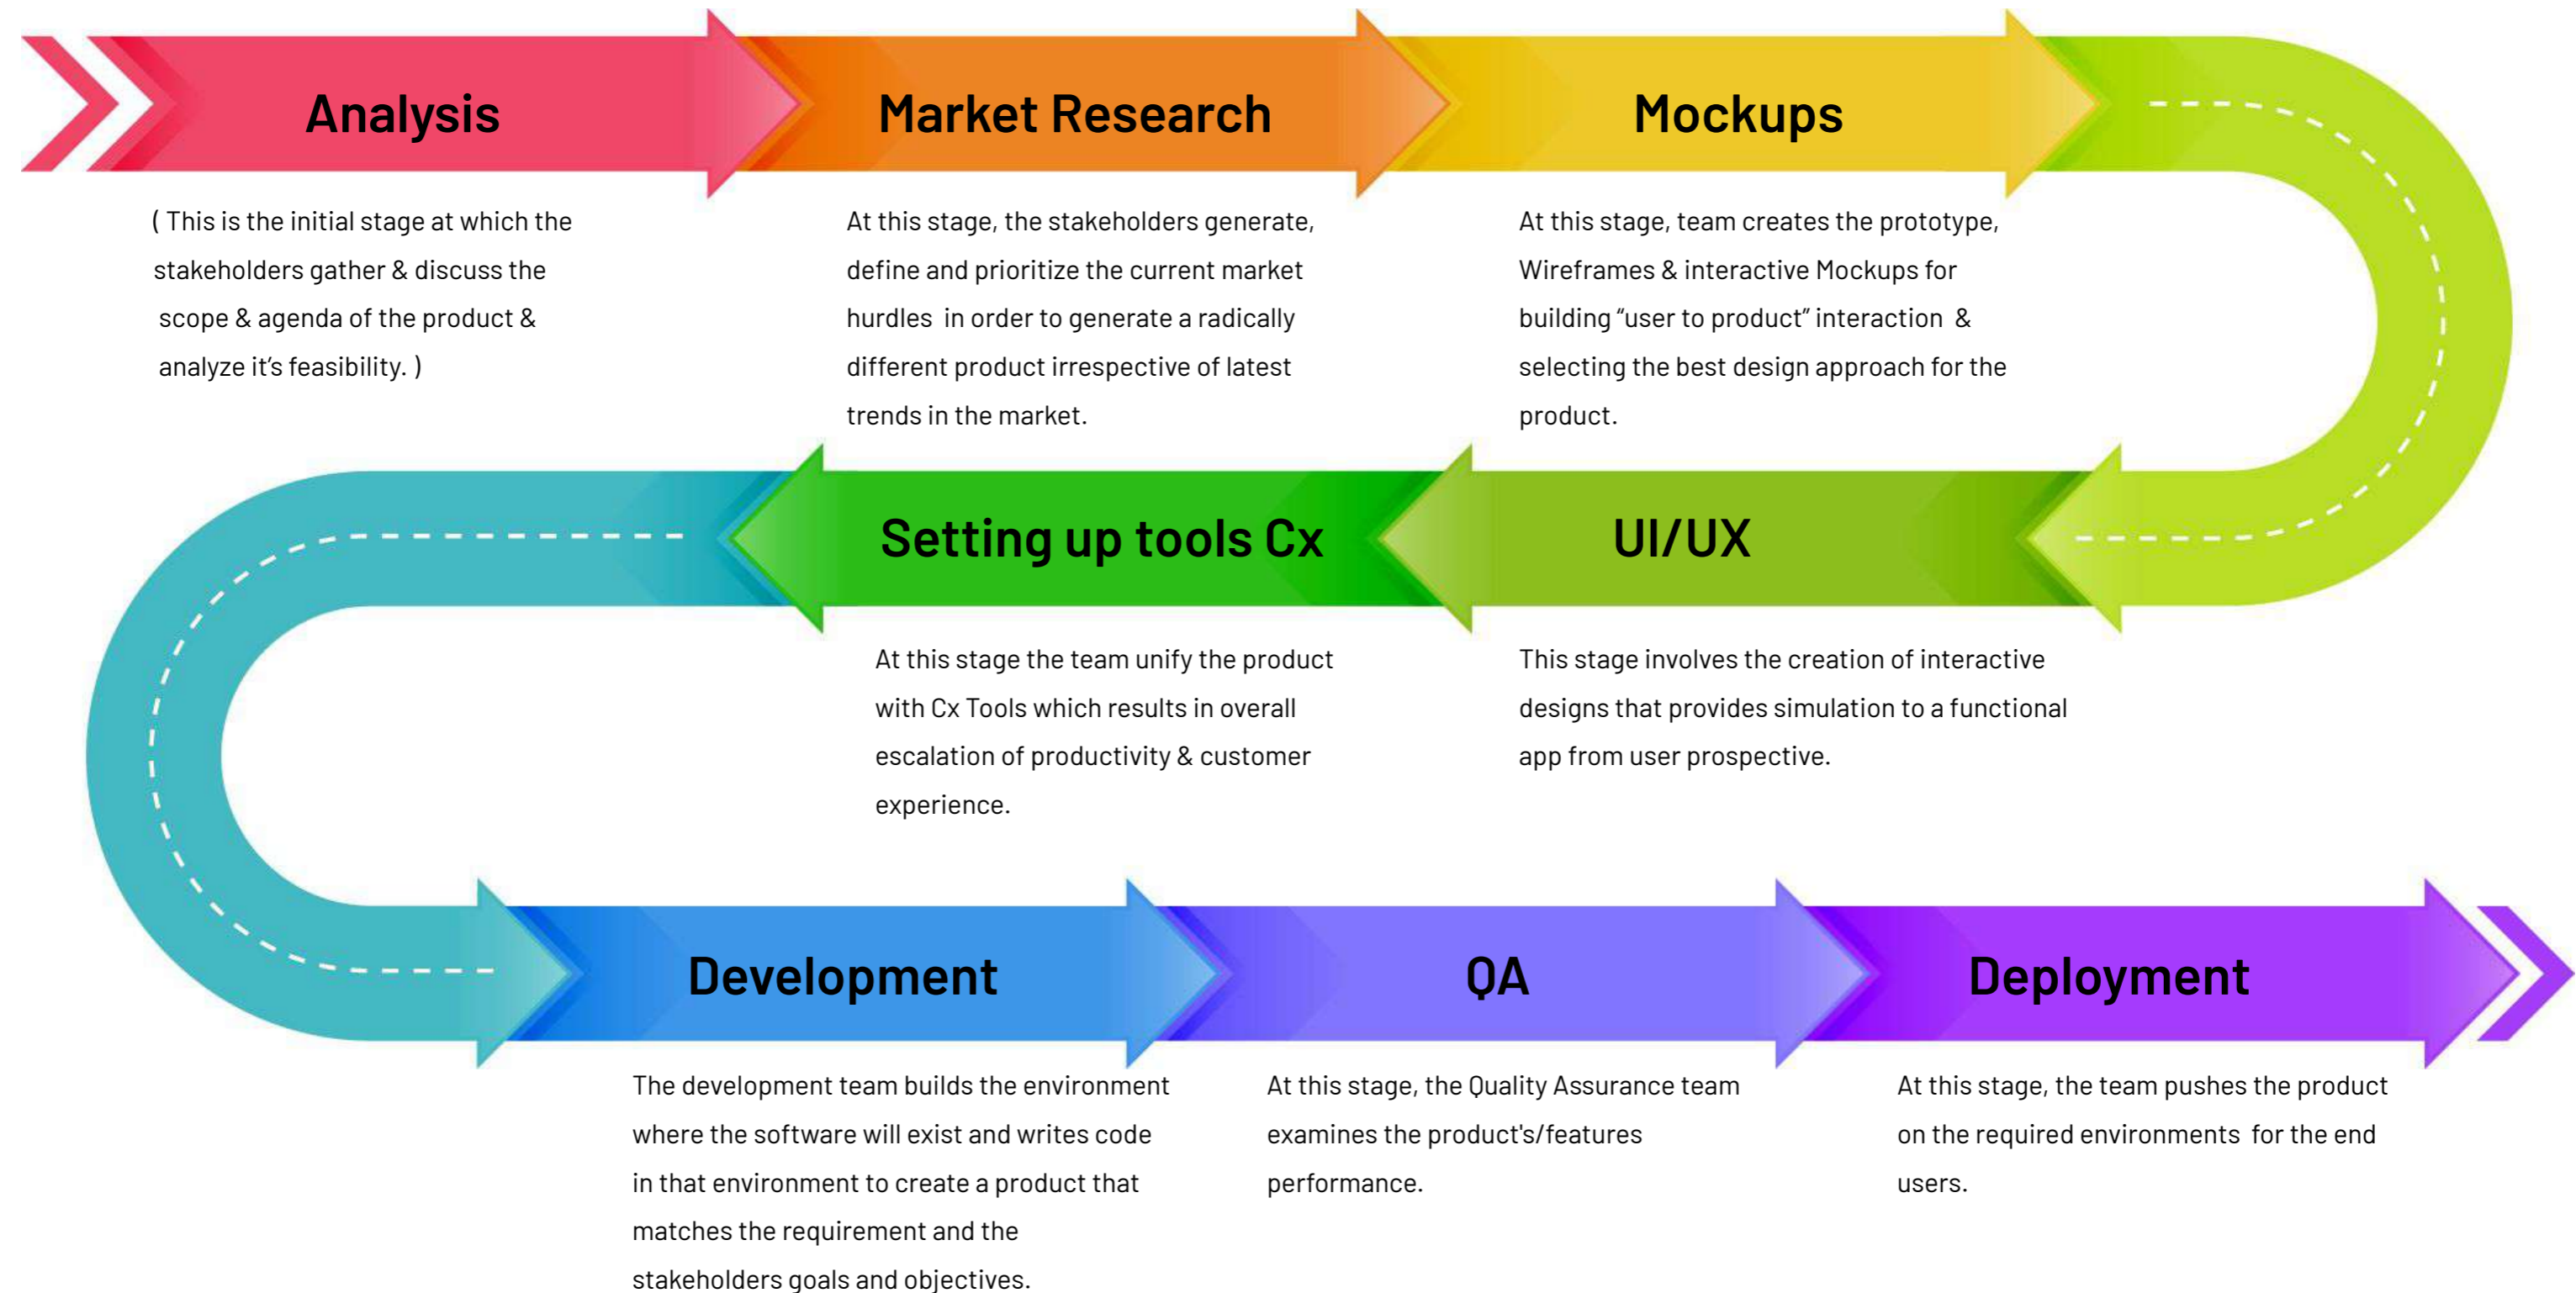 Analysis
( This is the initial stage at which the
stakeholders gather & discuss the
scope & agenda of the product &
analyze it’s feasibility. )
Market Research
At this stage, the stakeholders generate,
define and prioritize the current market
hurdles in order to generate a radically
different product irrespective of latest
trends in the market.
Mockups
At this stage, team creates the prototype,
Wireframes & interactive Mockups for
building “user to product” interaction &
selecting the best design approach for the
product.
UI/UX
This stage involves the creation of interactive
designs that provides simulation to a functional
app from user prospective.
Setting up tools Cx
At this stage the team unify the product
with Cx Tools which results in overall
escalation of productivity & customer
experience.
Development
The development team builds the environment
where the software will exist and writes code
in that environment to create a product that
matches the requirement and the
stakeholders goals and objectives.
QA
At this stage, the Quality Assurance team
examines the product's/features
performance.
Deployment
At this stage, the team pushes the product
on the required environments for the end
users.